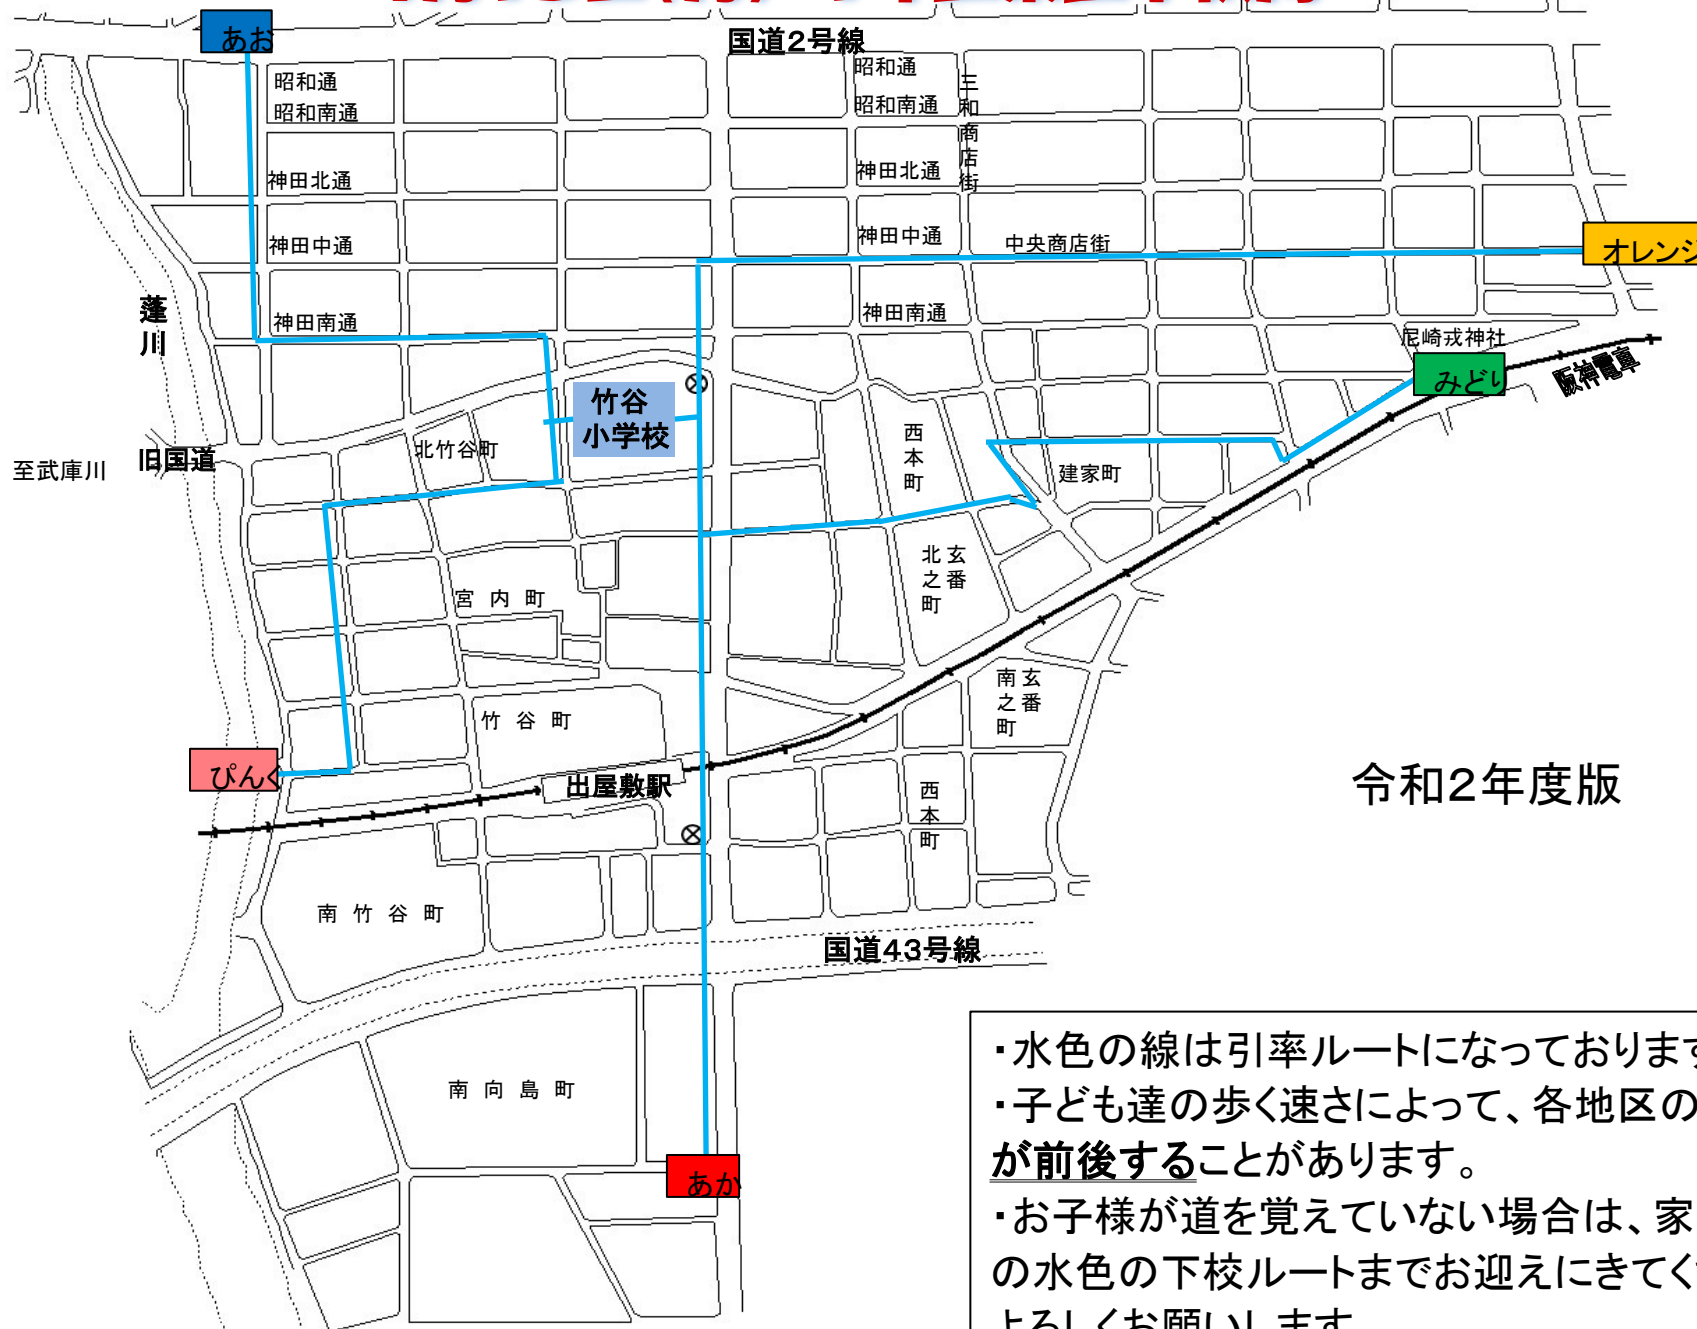 あお
国道2号線
昭和通
昭和南通
昭和通
昭和南通
三和商店街
神田北通
神田北通
神田中通
神田中通
中央商店街
オレンジ
蓬川
神田南通
神田南通
尼崎戎神社
みどり
阪神電車
竹谷
小学校
西本町
北竹谷町
旧国道
至武庫川
建家町
北之町
玄番
宮内町
南之町
玄番
竹谷町
ぴんく
出屋敷駅
西本町
令和2年度版
南竹谷町
国道43号線
南向島町
あか
・水色の線は引率ルートになっております
・子ども達の歩く速さによって、各地区の
が前後することがあります。
・お子様が道を覚えていない場合は、家
の水色の下校ルートまでお迎えにきてく
よろしくお願いします